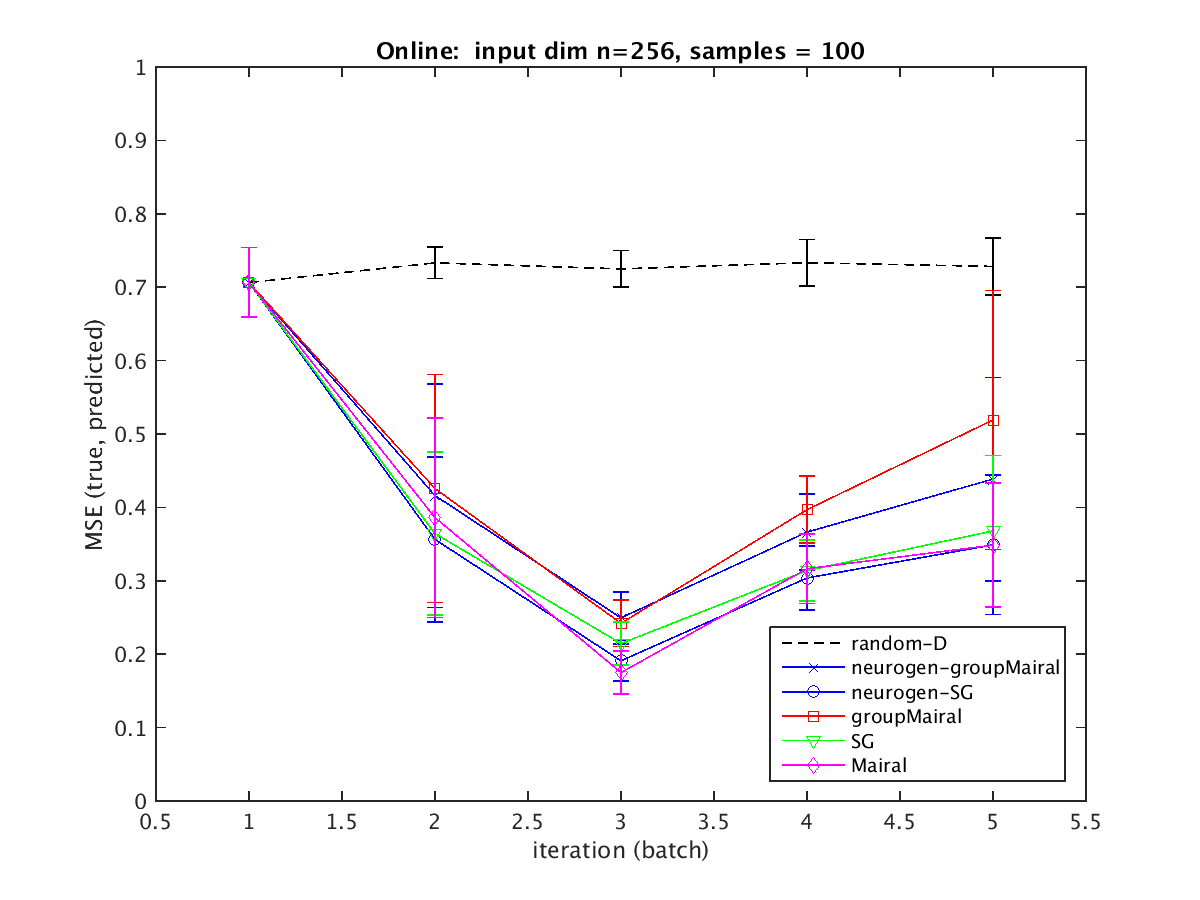 Online:  input dim n=256, samples = 100
MSE (true, predicted)
1
0.9
0.8
0.7
0.6
0.5
0.4
0.3
0.2
0.1
0
0.5 1 1.5 2 2.5 3 3.5 4 4.5 5 5.5
iteration (batch)
random-D
neurogen-groupMairal
neurogen-SG
groupMairal
SG
Mairal